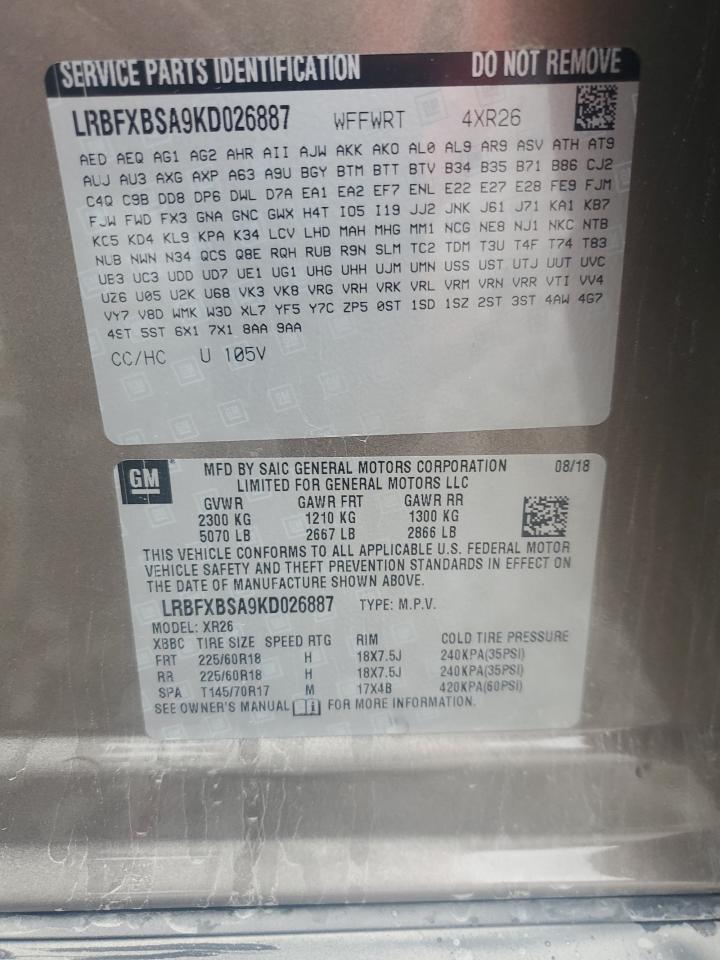 SERVICE PARTS IDENTIFICATION DO NOT REMOVE
LRBFXBSA9KD026887 WFFWRT 4XR26
AED AEQ AG1 AG2 AHR AII AJW AKK AKO AL0 AL9 AR9 ASV ATH AT9
AUJ AU3 AXG AXP A63 A9U BGY BTM BTT BTV B34 B35 B71 B86 CJ2
C4Q C9B DD8 DP6 DWL D7A EA1 EA2 EF7 ENL E22 E27 E28 FE9 FJM
FJW FWD FX3 GNA GNC GWX H4T I05 I19 JJ2 JNK J61 J71 KA1 KB7
KC5 KD4 KL9 KPA K34 LCV LHD MAH MHG MM1 NCG NE8 NJ1 NKC NTB
NUB NWN N34 QCS Q8E RQH RUB R9N SLM TC2 TDM T3U T4F T74 T83
UE3 UC3 UDD UD7 UE1 UG1 UHG UHH UJM UMN USS UST UTJ UUT UVC
UZ6 U05 U2K U68 VK3 VK8 VRG VRH VRK VRL VRM VRN VRR VTI VV4
VY7 V8D WMK W3D XL7 YF5 Y7C ZP5 0ST 1SD 1SZ 2ST 3ST 4AW 4G7
4ST 5ST 6X1 7X1 8AA 9AA
CC/HC U 105V
GM MFD BY SAIC GENERAL MOTORS CORPORATION 08/18
LIMITED FOR GENERAL MOTORS LLC
GVWR GAWR FRT GAWR RR
2300 KG 1210 KG 1300 KG
5070 LB 2667 LB 2866 LB
THIS VEHICLE CONFORMS TO ALL APPLICABLE U.S. FEDERAL MOTOR
VEHICLE SAFETY AND THEFT PREVENTION STANDARDS IN EFFECT ON
THE DATE OF MANUFACTURE SHOWN ABOVE.
LRBFXBSA9KD026887 TYPE: M.P.V.
MODEL: XR26
XBBC TIRE SIZE SPEED RTG RIM COLD TIRE PRESSURE
FRT 225/60R18 H 18X7.5J 240KPA(35PSI)
RR 225/60R18 H 18X7.5J 240KPA(35PSI)
SPA T145/70R17 M 17X4B 420KPA(60PSI)
SEE OWNER'S MANUAL FOR MORE INFORMATION.